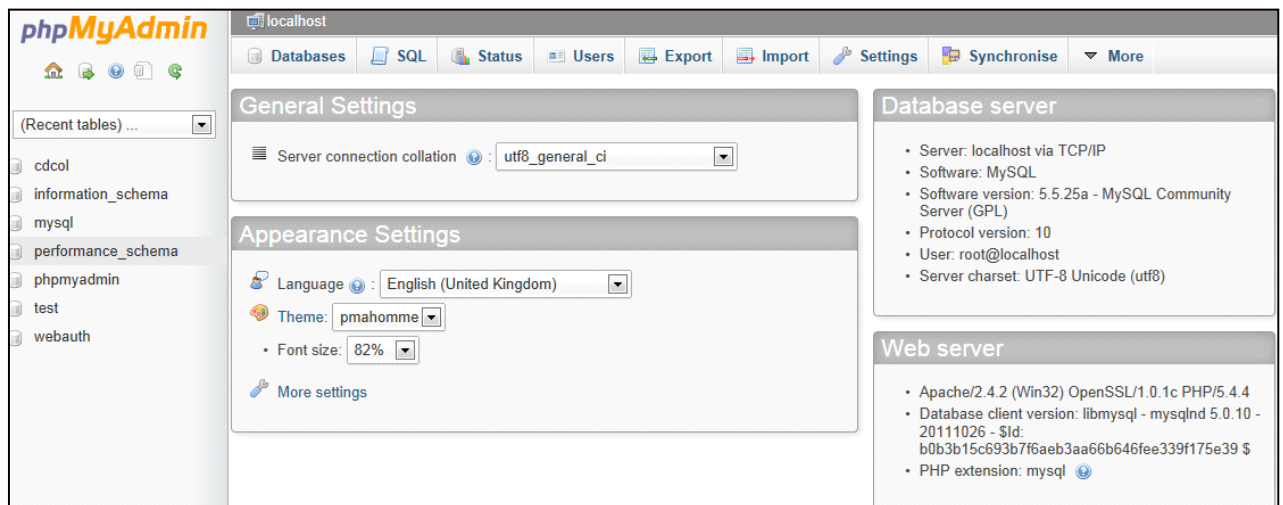 phpMyAdmin
(Recent tables) ...
cdcol
information_schema
mysql
performance_schema
phpmyadmin
test
webauth
localhost
Databases SQL Status Users Export Import Settings Synchronise More
General Settings
Server connection collation : utf8_general_ci
Appearance Settings
Language : English (United Kingdom)
Theme: pmahomme
• Font size: 82%
More settings
Database server
• Server: localhost via TCP/IP
• Software: MySQL
• Software version: 5.5.25a - MySQL Community
Server (GPL)
• Protocol version: 10
• User: root@localhost
• Server charset: UTF-8 Unicode (utf8)
Web server
• Apache/2.4.2 (Win32) OpenSSL/1.0.1c PHP/5.4.4
• Database client version: libmysql - mysqlnd 5.0.10 -
20111026 - $Id:
b0b3b15c693b7f6aeb3aa66b646fee339f175e39 $
• PHP extension: mysql